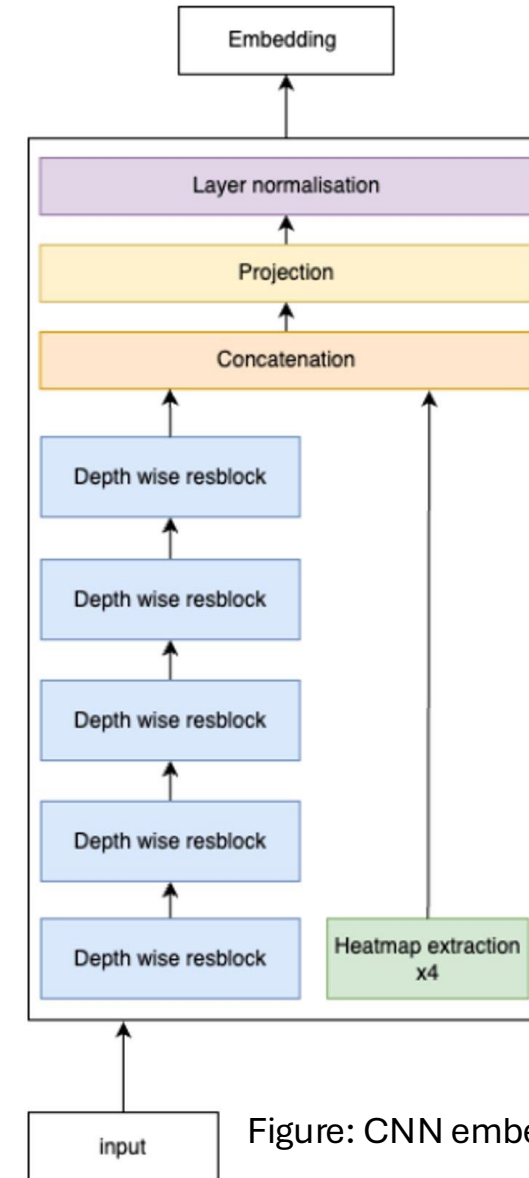 Embedding
Layer normalisation
Projection
Concatenation
Depth wise resblock
Depth wise resblock
Depth wise resblock
Depth wise resblock
Depth wise resblock
Heatmap extraction
x4
input
Figure: CNN embe